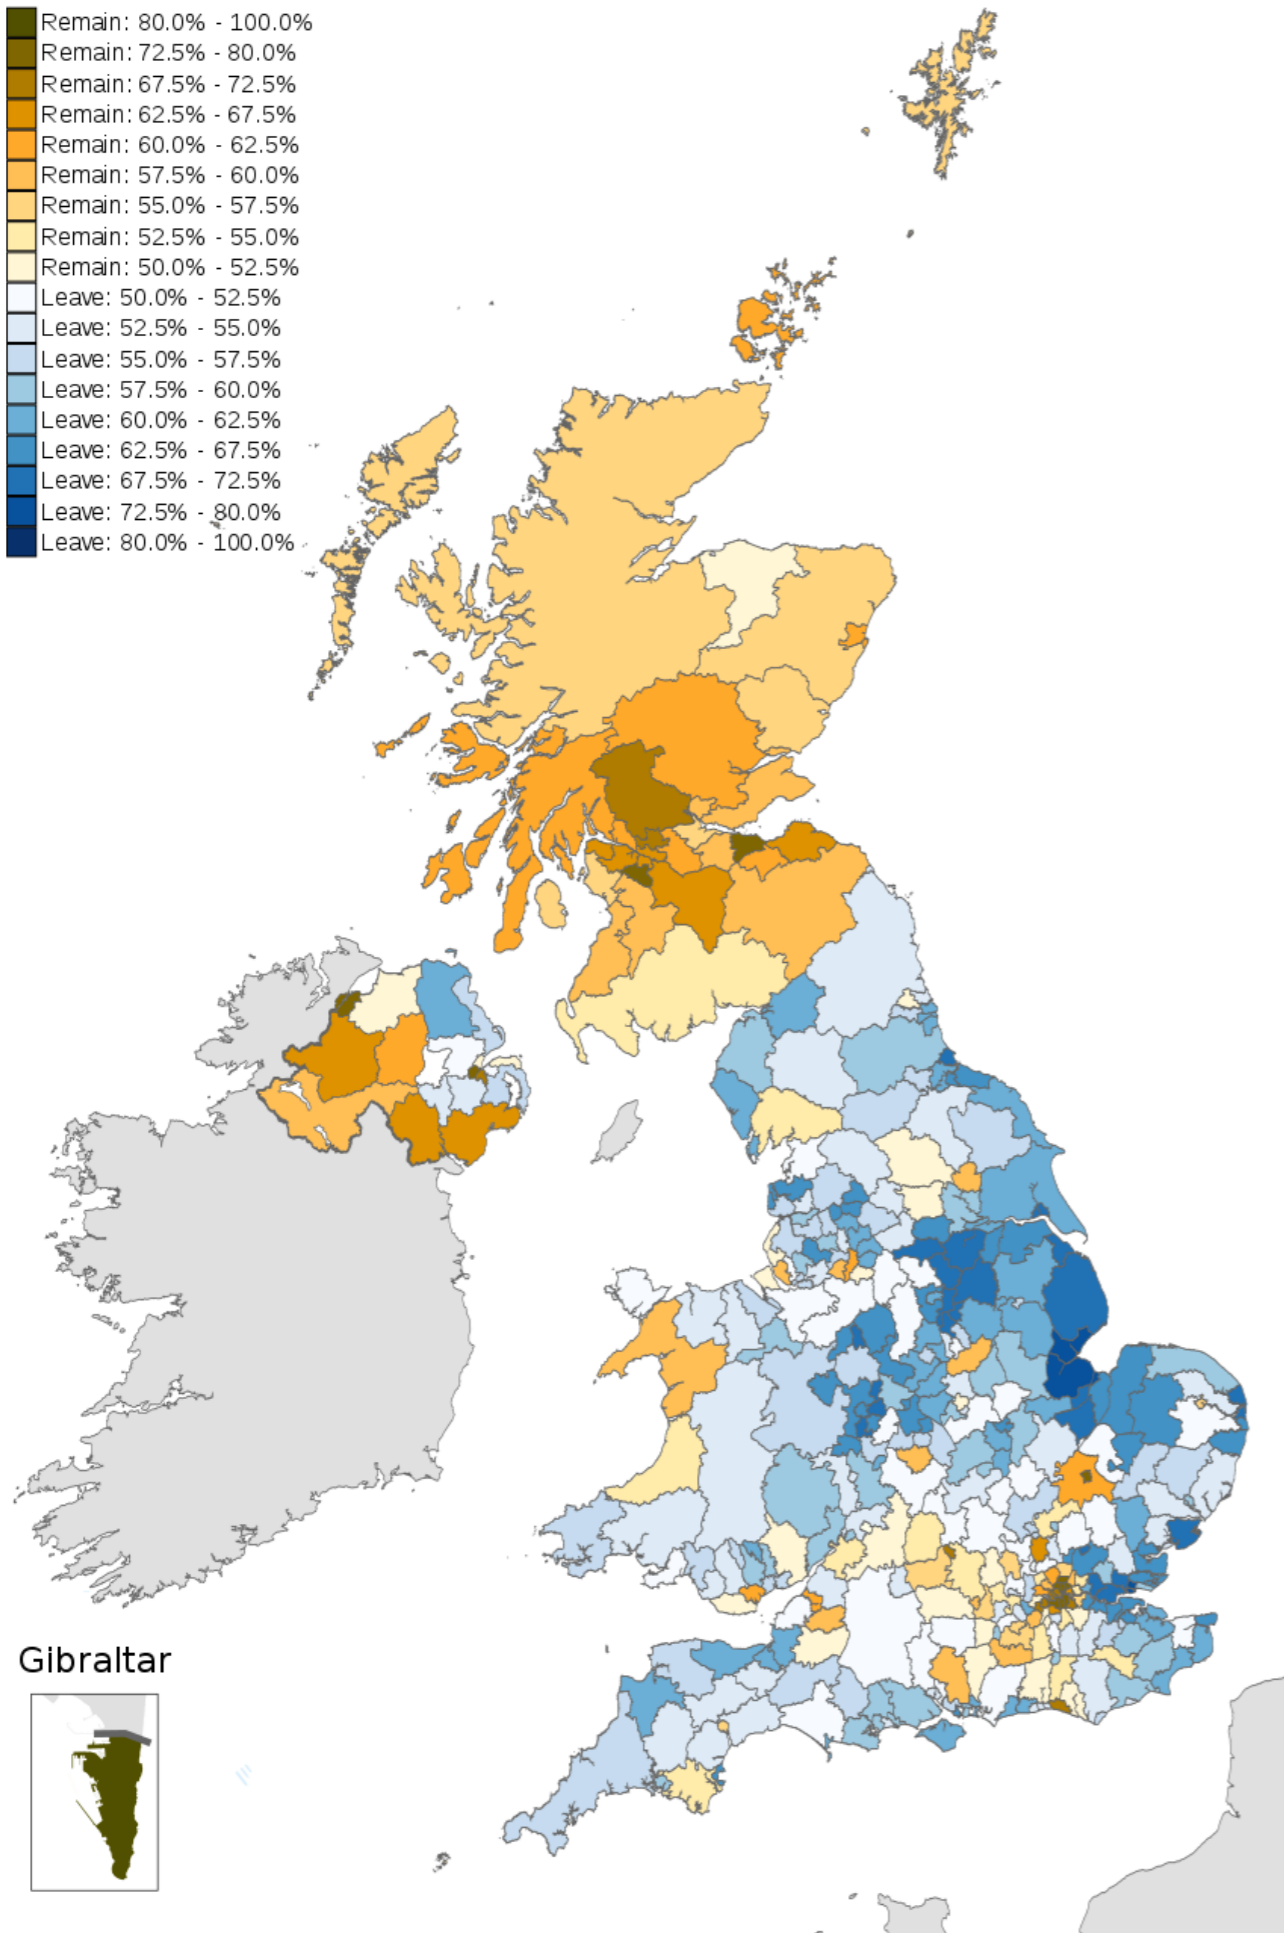 Remain: 80.0% - 100.0%
Remain: 72.5% - 80.0%
Remain: 67.5% - 72.5%
Remain: 62.5% - 67.5%
Remain: 60.0% - 62.5%
Remain: 57.5% - 60.0%
Remain: 55.0% - 57.5%
Remain: 52.5% - 55.0%
Remain: 50.0% - 52.5%
Leave: 50.0% - 52.5%
Leave: 52.5% - 55.0%
Leave: 55.0% - 57.5%
Leave: 57.5% - 60.0%
Leave: 60.0% - 62.5%
Leave: 62.5% - 67.5%
Leave: 67.5% - 72.5%
Leave: 72.5% - 80.0%
Leave: 80.0% - 100.0%
Gibraltar